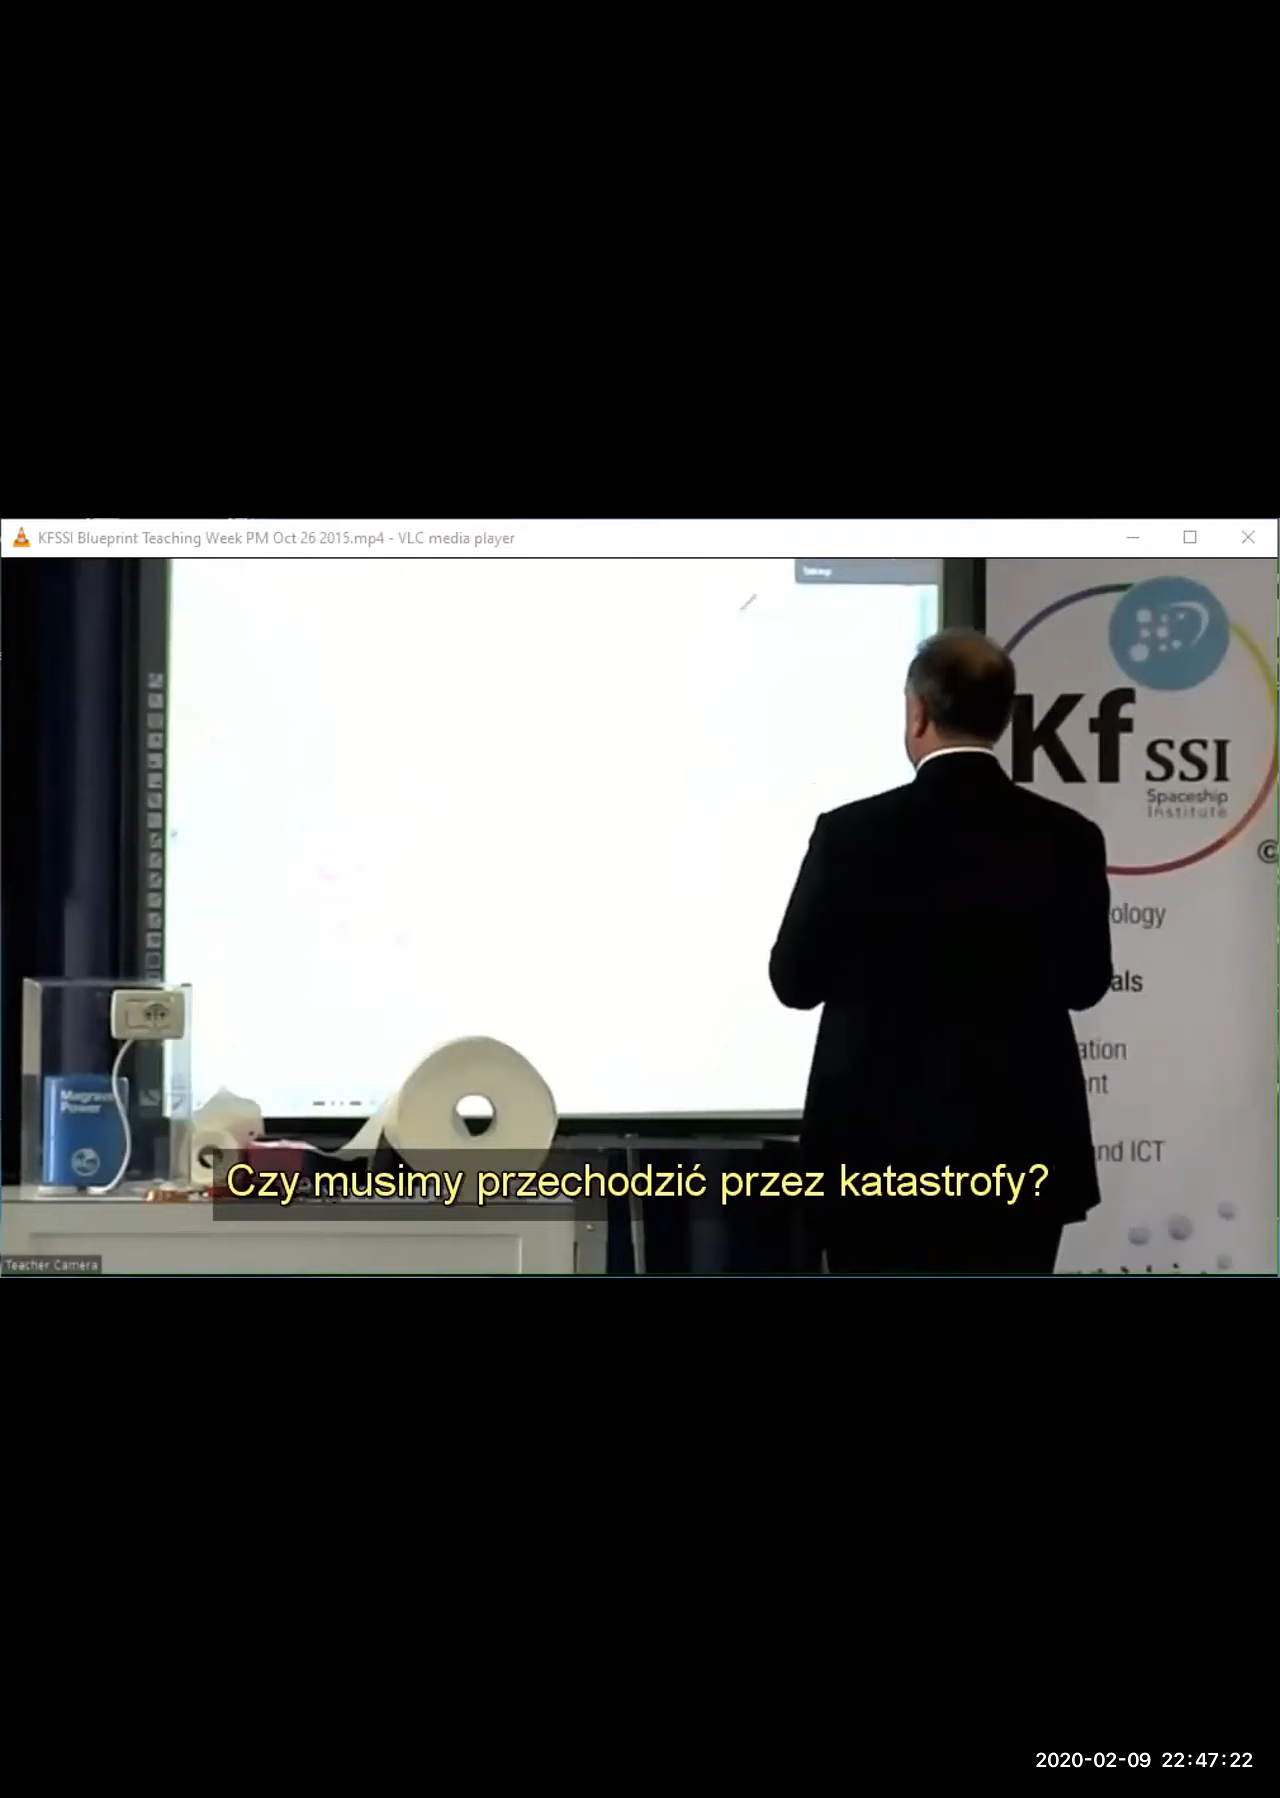 KFSSI Blueprint Teaching Week PM Oct 26 2015.mp4 - VLC media player
Kf SSI
Spaceship
Institute
©
ology
als
ation
nt
nd ICT
Magrav
Power
Czy musimy przechodzić przez katastrofy?
Teacher Camera
2020-02-09 22:47:22